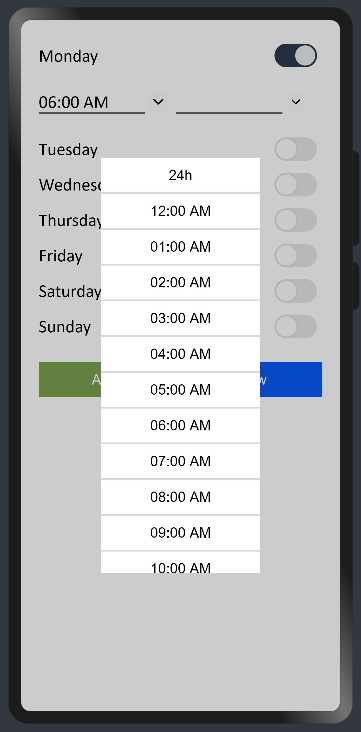 Monday
06:00 AM
Tuesday
Wednesd
Thursday
Friday
Saturday
Sunday
24h
12:00 AM
01:00 AM
02:00 AM
03:00 AM
04:00 AM
05:00 AM
06:00 AM
07:00 AM
08:00 AM
09:00 AM
10:00 AM